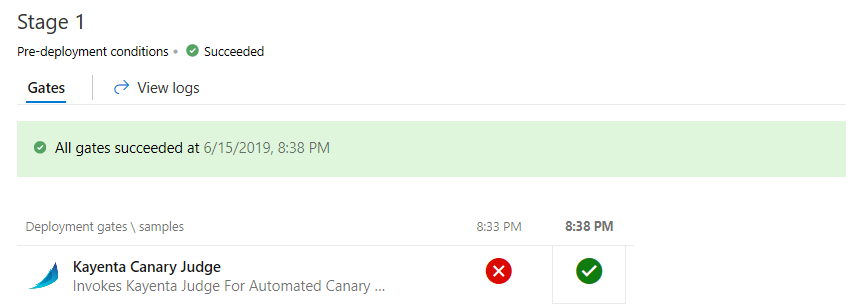 Stage 1
Pre-deployment conditions • Succeeded
Gates View logs
All gates succeeded at 6/15/2019, 8:38 PM
Deployment gates \ samples 8:33 PM 8:38 PM
Kayenta Canary Judge
Invokes Kayenta Judge For Automated Canary ...